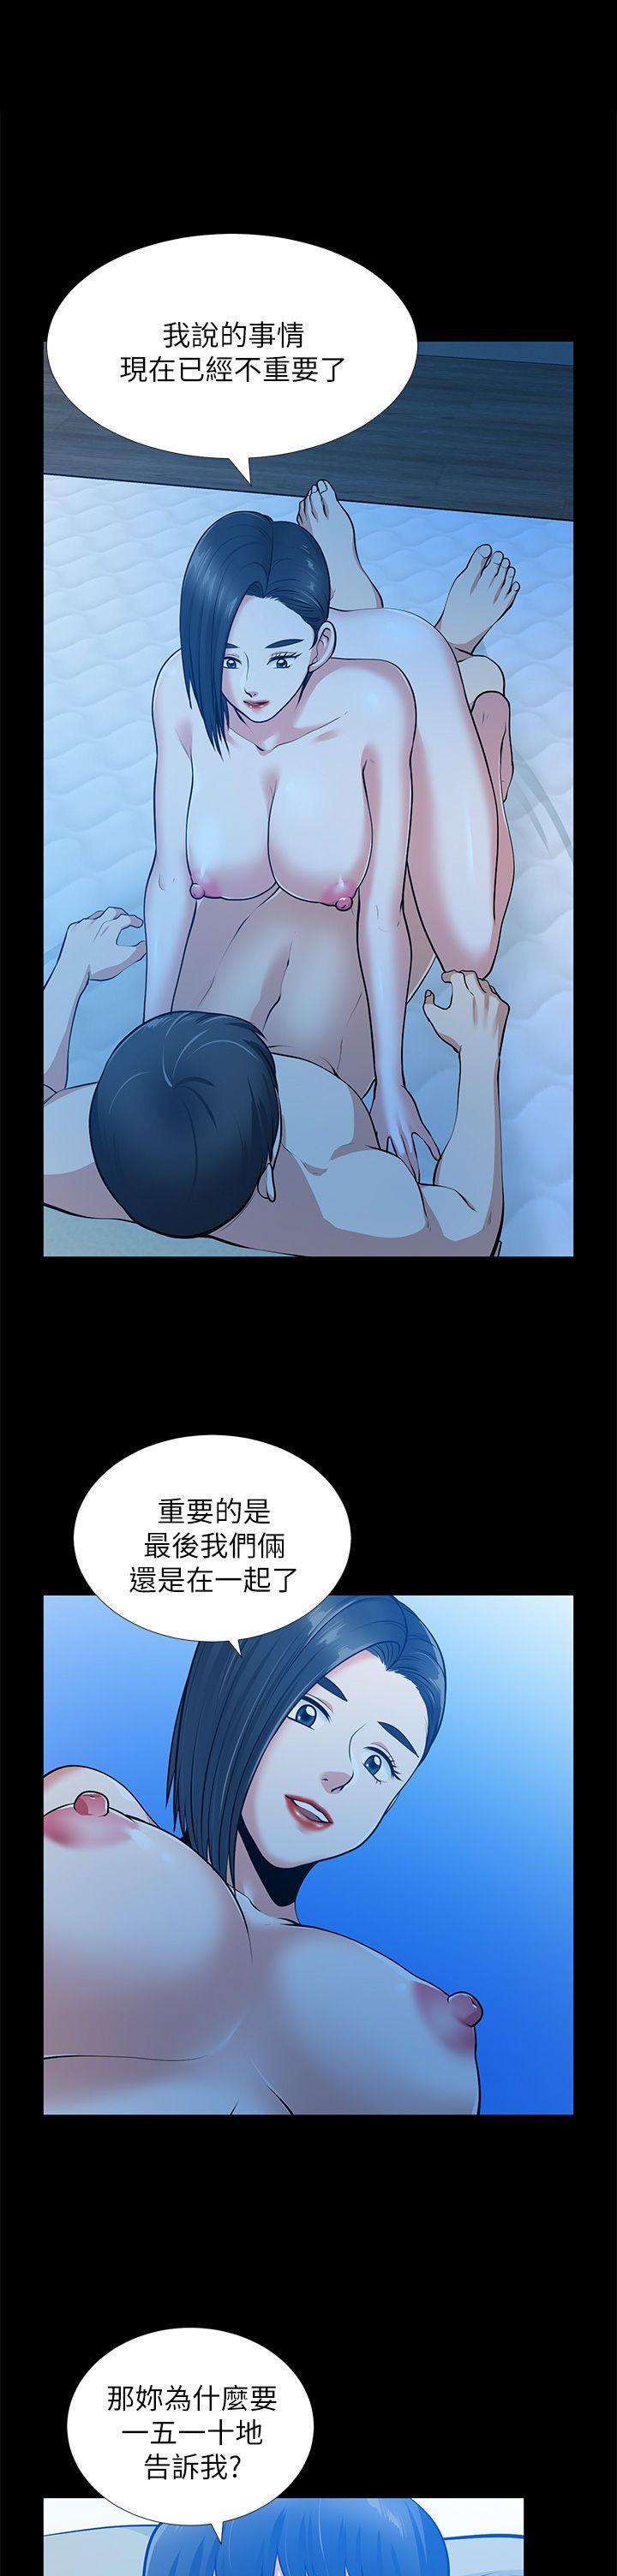 我說的事情
現在已經不重要了
重要的是
最後我們倆
還是在一起了
那妳為什麼要
一五一十地
告訴我?